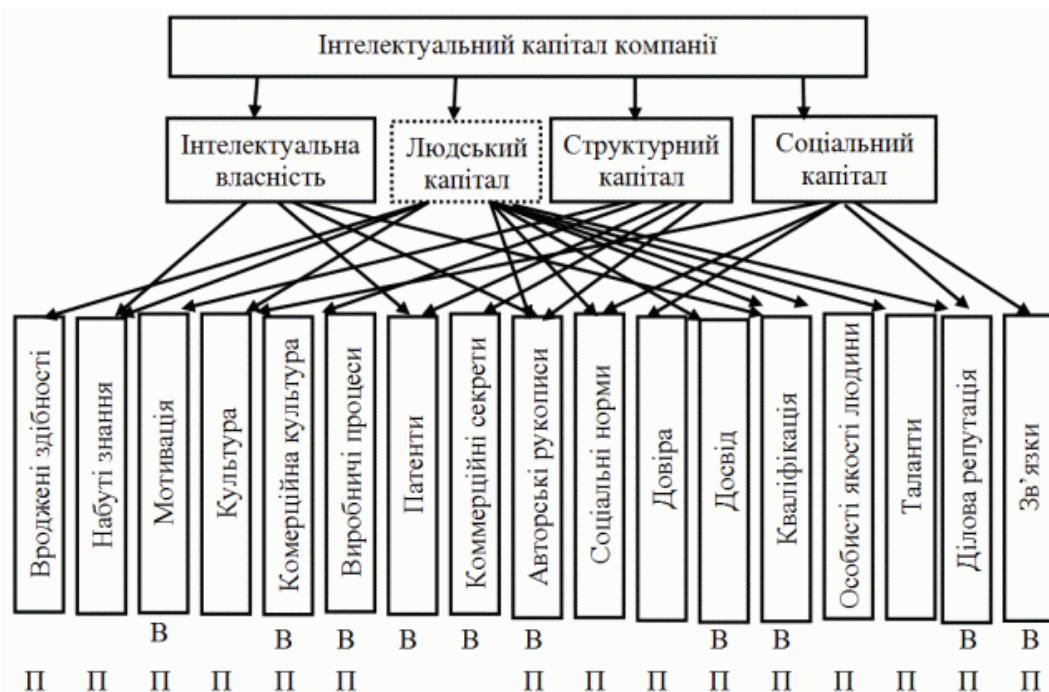 Інтелектуальний капітал компанії
Інтелектуальна
власність
Людський
капітал
Структурний
капітал
Соціальний
капітал
Вроджені здібності
Набуті знання
Мотивація
Культура
Комерційна культура
Виробничі процеси
Патенти
Коммерційні секрети
Авторські рукописи
Соціальні норми
Довіра
Досвід
Кваліфікація
Особисті якості людини
Таланти
Ділова репутація
Зв’язки
В В В В В В В В В В
П П П П П П П П П П П П П П П